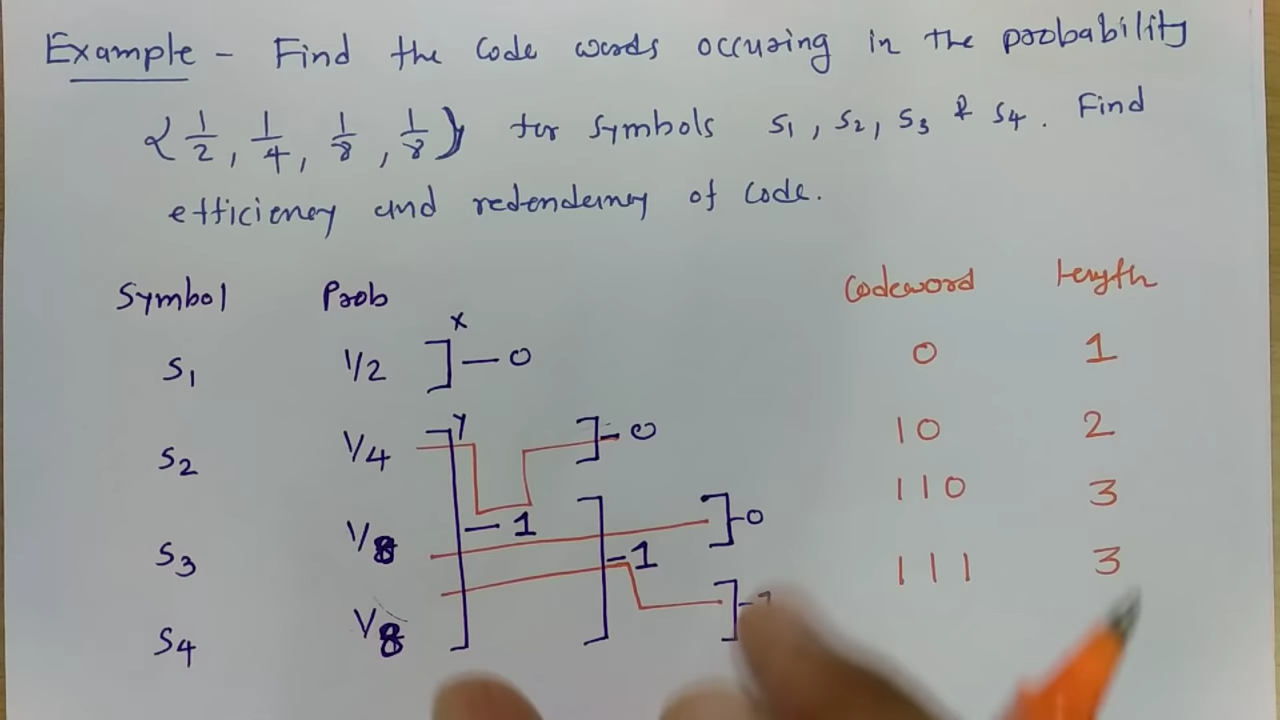 Example - Find the Code words occuring in the probability
{1/2, 1/4, 1/8, 1/8} for symbols S1, S2, S3 & S4. Find
efficiency and redendemcy of Code.
Symbol Prob Codeword length
x
S1 1/2 ] — 0 0 1
y
S2 1/4 ] - 0 10 2
S3 1/8 - 1 ] - 0 110 3
- 1
S4 1/8 111 3